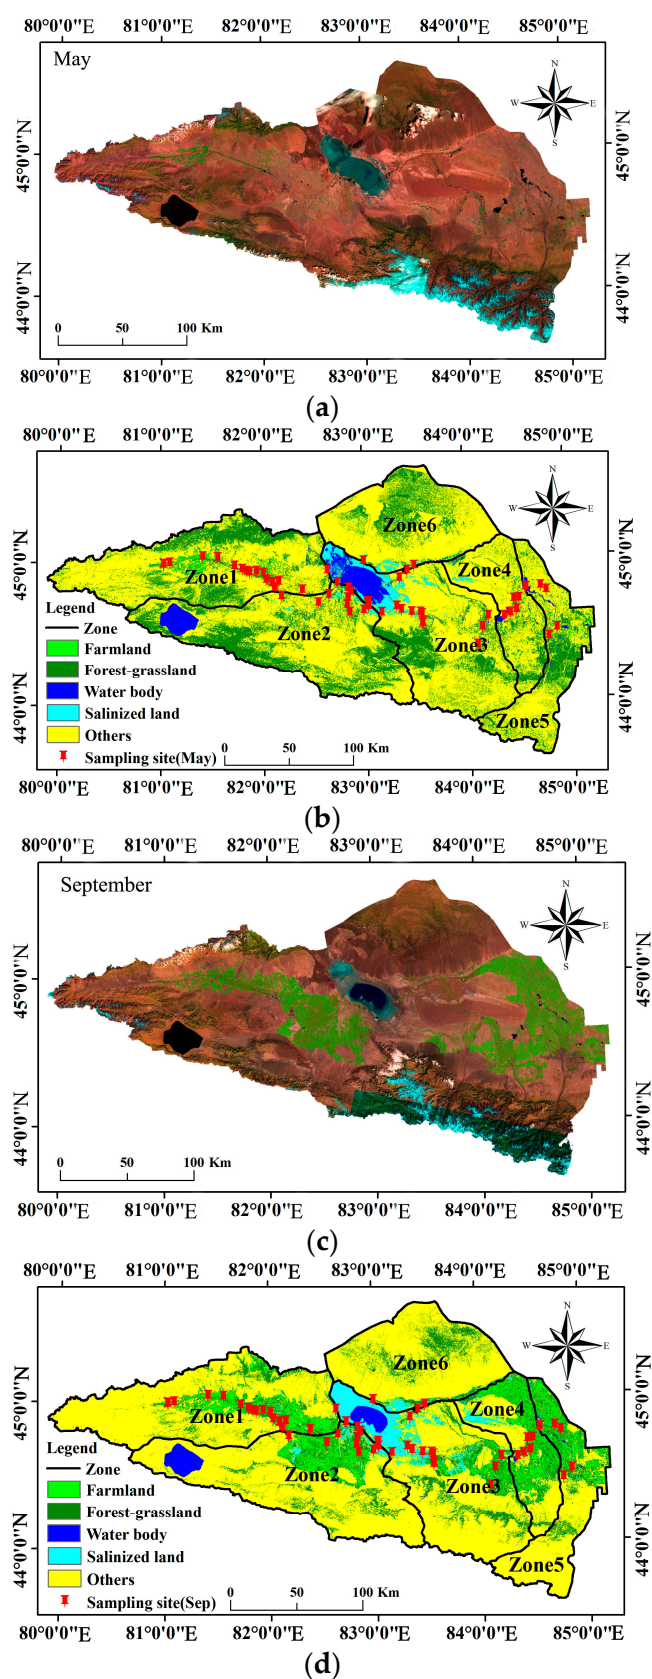 80°0'0"E 81°0'0"E 82°0'0"E 83°0'0"E 84°0'0"E 85°0'0"E
May
N
W E
S
45°0'0"N 45°0'0"N
44°0'0"N 44°0'0"N
0 50 100 Km
80°0'0"E 81°0'0"E 82°0'0"E 83°0'0"E 84°0'0"E 85°0'0"E
(a)
80°0'0"E 81°0'0"E 82°0'0"E 83°0'0"E 84°0'0"E 85°0'0"E
N
W E
S
45°0'0"N 45°0'0"N
Zone6
Zone4
Zone1
Zone2
Zone3
Zone5
Legend
Zone
Farmland
Forest-grassland
Water body
Salinized land
Others
Sampling site(May)
44°0'0"N 44°0'0"N
0 50 100 Km
80°0'0"E 81°0'0"E 82°0'0"E 83°0'0"E 84°0'0"E 85°0'0"E
(b)
80°0'0"E 81°0'0"E 82°0'0"E 83°0'0"E 84°0'0"E 85°0'0"E
September
N
W E
S
45°0'0"N 45°0'0"N
44°0'0"N 44°0'0"N
0 50 100 Km
80°0'0"E 81°0'0"E 82°0'0"E 83°0'0"E 84°0'0"E 85°0'0"E
(c)
80°0'0"E 81°0'0"E 82°0'0"E 83°0'0"E 84°0'0"E 85°0'0"E
N
W E
S
45°0'0"N 45°0'0"N
Zone6
Zone4
Zone1
Zone2
Zone3
Zone5
Legend
Zone
Farmland
Forest-grassland
Water body
Salinized land
Others
Sampling site(Sep)
44°0'0"N 44°0'0"N
0 50 100 Km
80°0'0"E 81°0'0"E 82°0'0"E 83°0'0"E 84°0'0"E 85°0'0"E
(d)